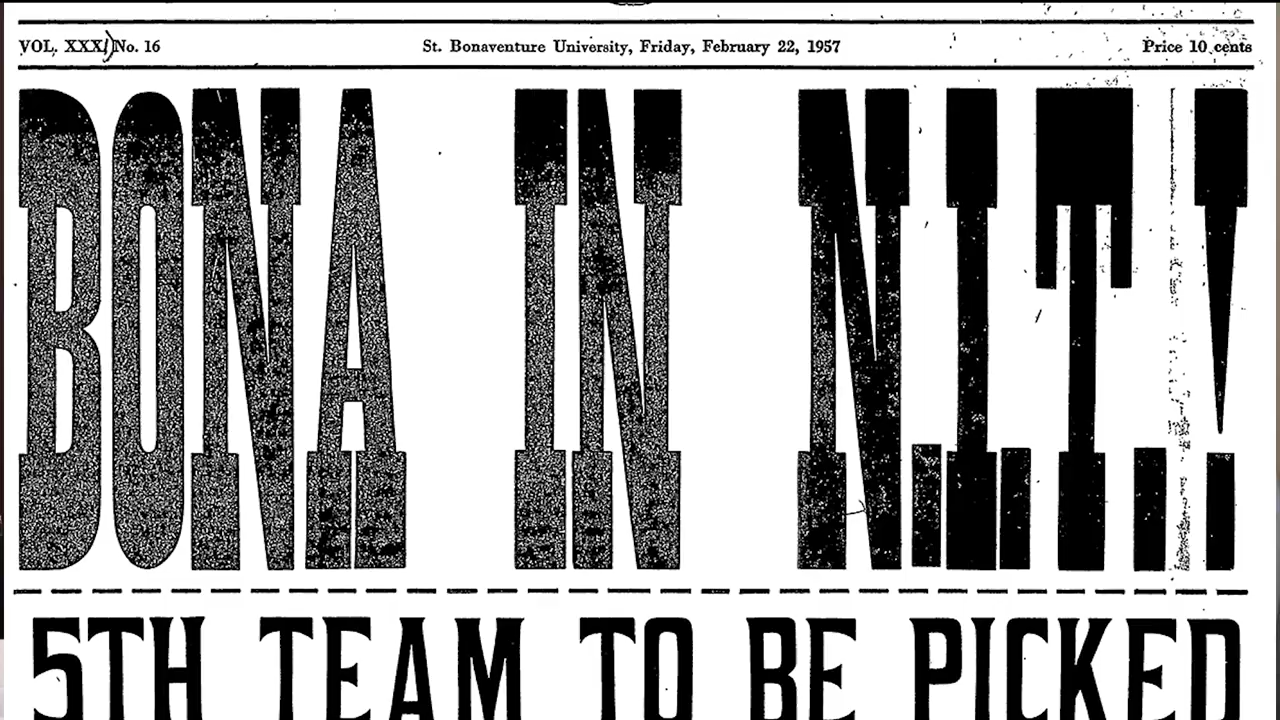 VOL. XXXI No. 16 St. Bonaventure University, Friday, February 22, 1957 Price 10 cents
BONA IN N.I.T.!
5TH TEAM TO BE PICKED